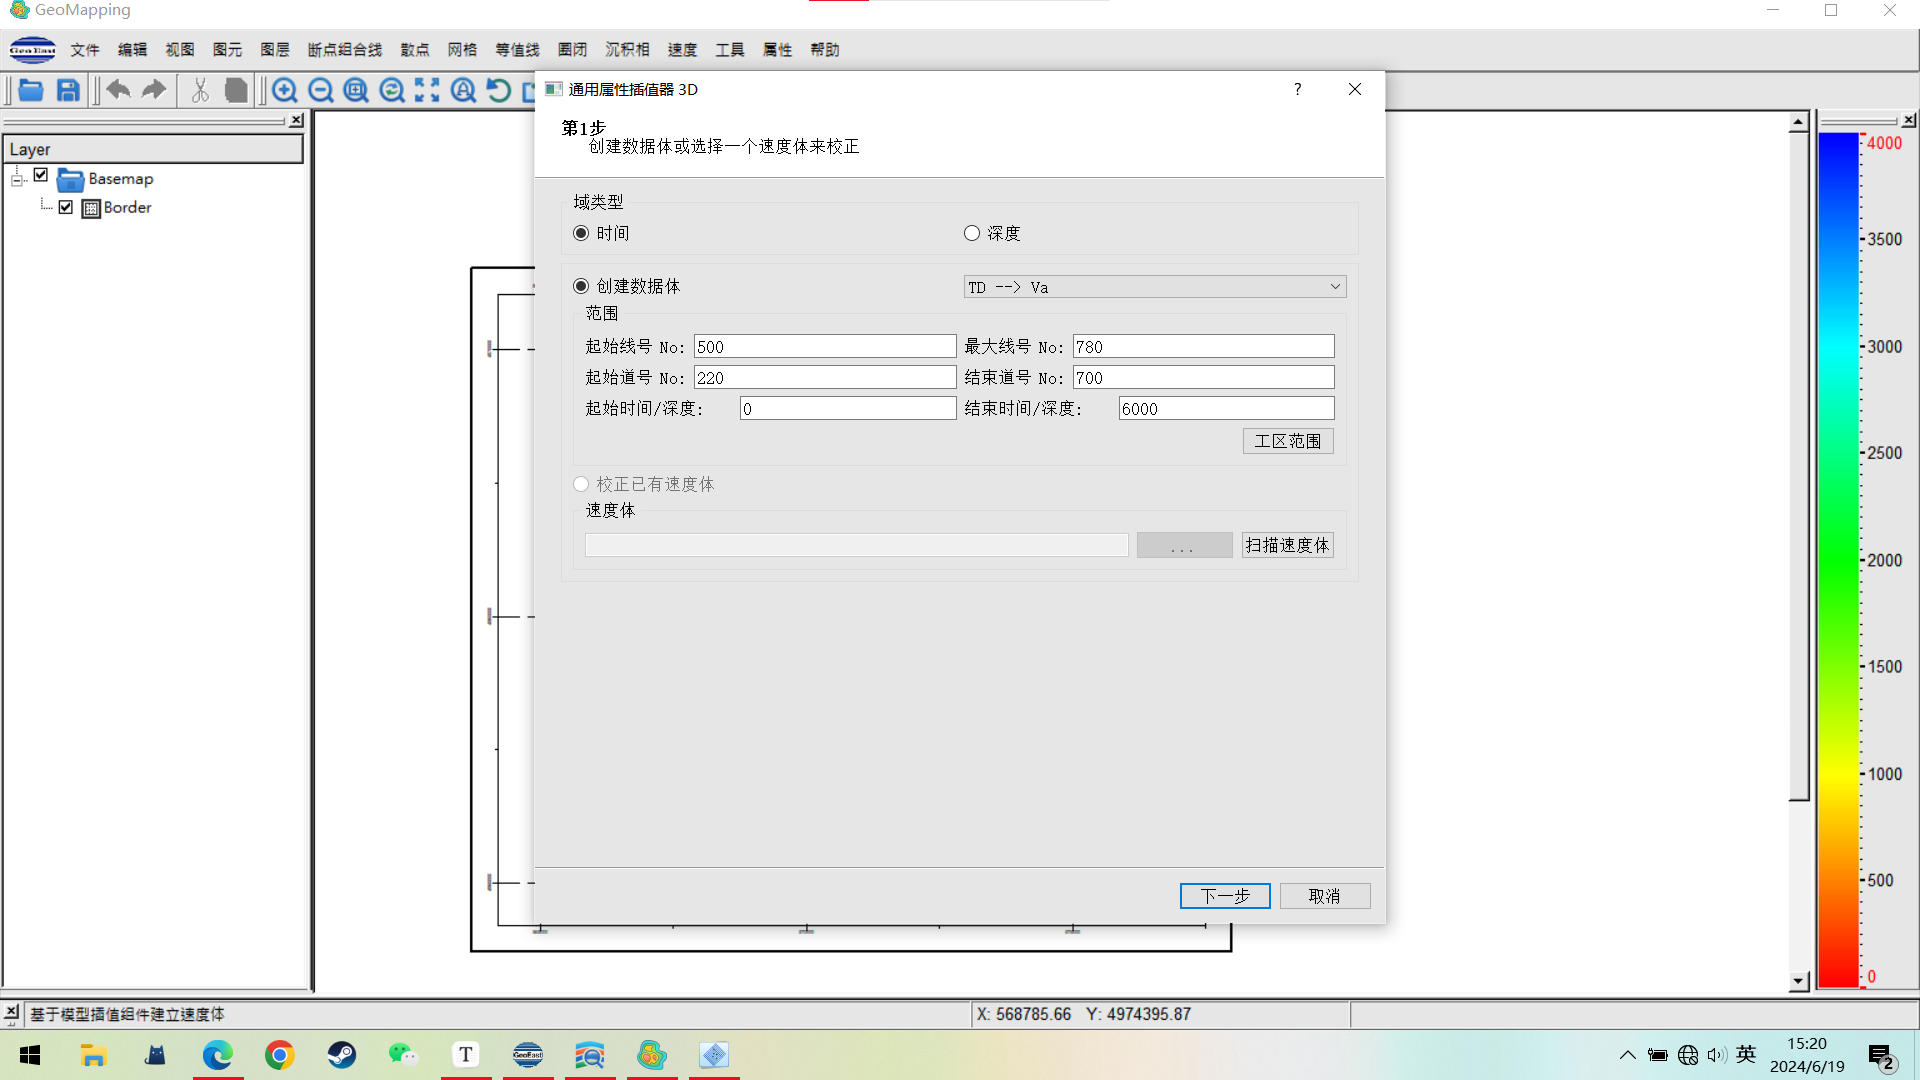 GeoMapping
GeoEast 文件 编辑 视图 图元 图层 断点组合线 散点 网格 等值线 圈闭 沉积相 速度 工具 属性 帮助
通用属性插值器 3D ?
第1步
创建数据体或选择一个速度体来校正
Layer
Basemap
Border
域类型
时间 深度
创建数据体 TD --> Va
范围
起始线号 No: 500 最大线号 No: 780
起始道号 No: 220 结束道号 No: 700
起始时间/深度: 0 结束时间/深度: 6000
工区范围
校正已有速度体
速度体
... 扫描速度体
下一步 取消
4000
3500
3000
2500
2000
1500
1000
500
0
基于模型插值组件建立速度体 X: 568785.66 Y: 4974395.87
T GeoEast 英 15:20
2024/6/19 2